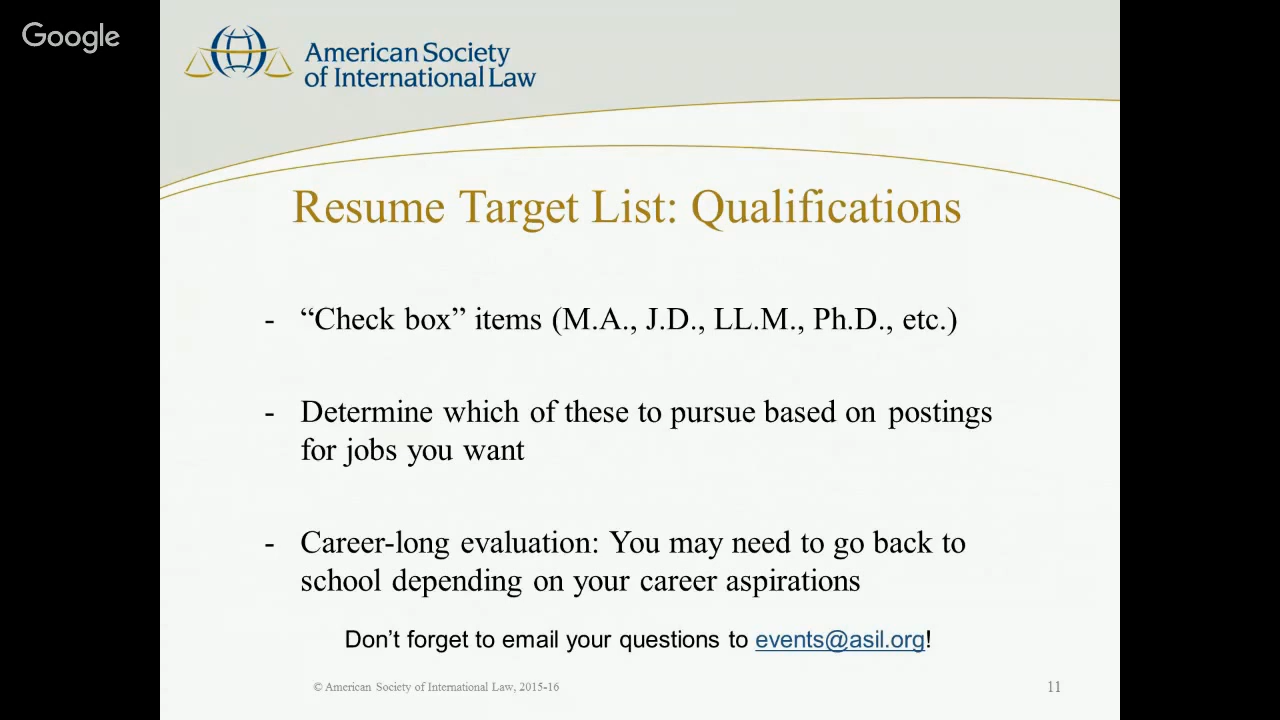 Google
American Society
of International Law
Resume Target List: Qualifications
- “Check box” items (M.A., J.D., LL.M., Ph.D., etc.)
- Determine which of these to pursue based on postings
for jobs you want
- Career-long evaluation: You may need to go back to
school depending on your career aspirations
Don’t forget to email your questions to events@asil.org!
© American Society of International Law, 2015-16
11